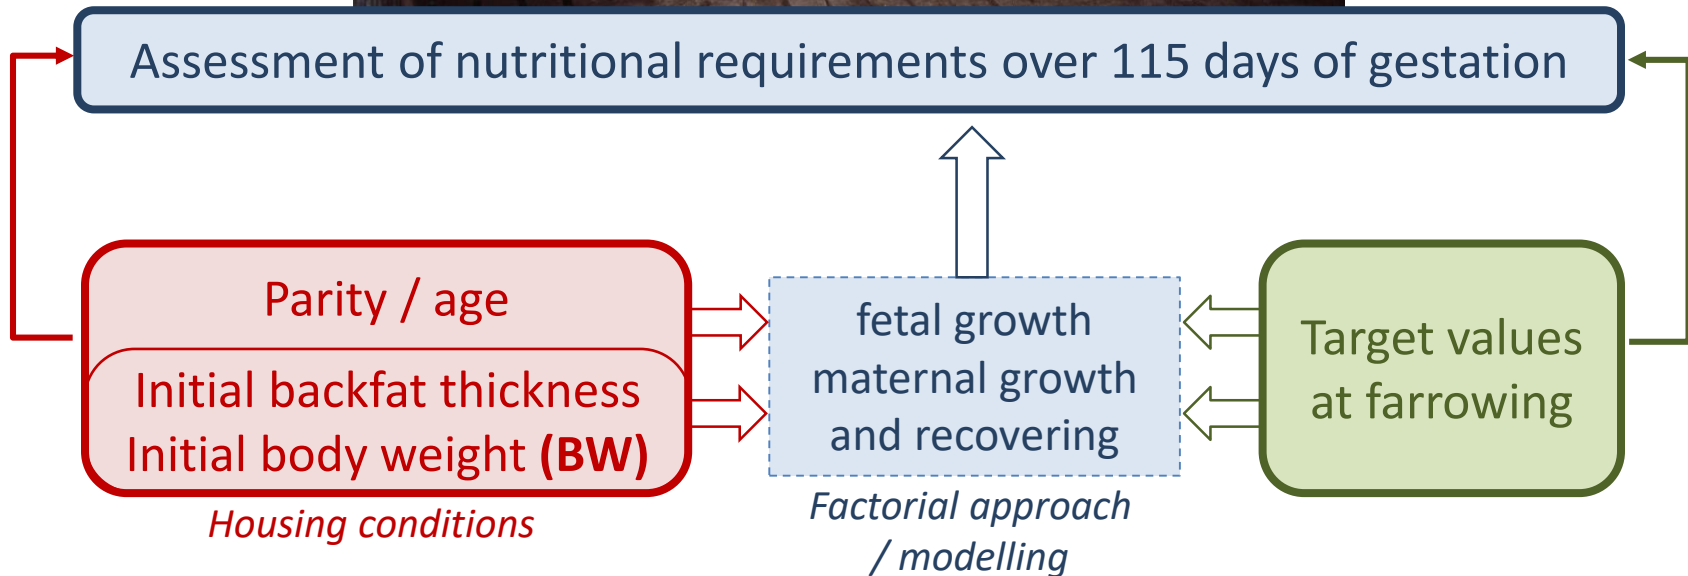 Assessment of nutritional requirements over 115 days of gestation
Parity / age
Initial backfat thickness
Initial body weight (BW)
Housing conditions
fetal growth
maternal growth
and recovering
Factorial approach
/ modelling
Target values
at farrowing